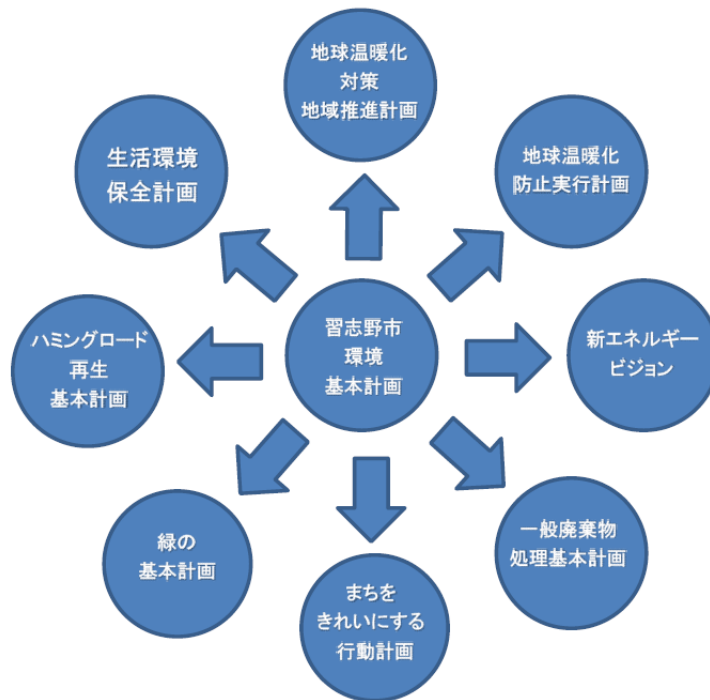 地球温暖化
対策
地域推進計画
生活環境
保全計画
地球温暖化
防止実行計画
ハミングロード
再生
基本計画
習志野市
環境
基本計画
新エネルギー
ビジョン
緑の
基本計画
一般廃棄物
処理基本計画
まちを
きれいにする
行動計画